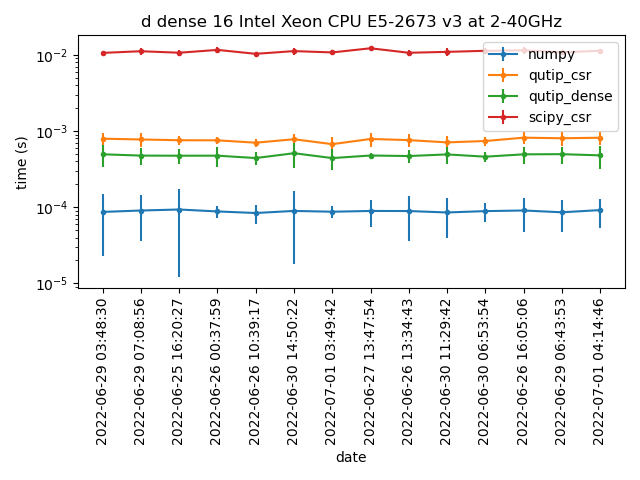 d dense 16 Intel Xeon CPU E5-2673 v3 at 2-40GHz
numpy
qutip_csr
qutip_dense
scipy_csr
time (s)
10⁻²
10⁻³
10⁻⁴
10⁻⁵
2022-06-29 03:48:30
2022-06-29 07:08:56
2022-06-25 16:20:27
2022-06-26 00:37:59
2022-06-26 10:39:17
2022-06-30 14:50:22
2022-07-01 03:49:42
2022-06-27 13:47:54
2022-06-26 13:34:43
2022-06-30 11:29:42
2022-06-30 06:53:54
2022-06-26 16:05:06
2022-06-29 06:43:53
2022-07-01 04:14:46
date